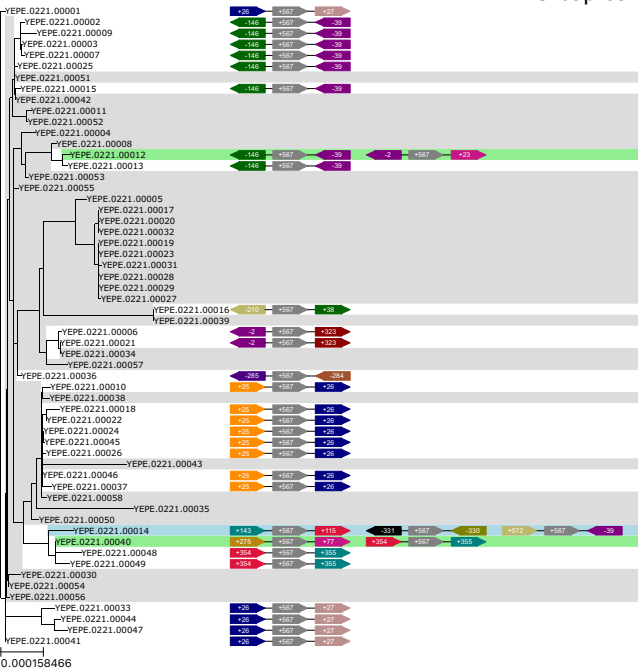 YEPE.0221.00001 +26 +567 +27
YEPE.0221.00002 -146 +567 -39
YEPE.0221.00009 -146 +567 -39
YEPE.0221.00003 -146 +567 -39
YEPE.0221.00007 -146 +567 -39
YEPE.0221.00025 -146 +567 -39
YEPE.0221.00051
YEPE.0221.00015 -146 +567 -39
YEPE.0221.00042
YEPE.0221.00011
YEPE.0221.00052
YEPE.0221.00004
YEPE.0221.00008
YEPE.0221.00012 -146 +567 -39 -2 +567 +23
YEPE.0221.00013 -146 +567 -39
YEPE.0221.00053
YEPE.0221.00055
YEPE.0221.00005
YEPE.0221.00017
YEPE.0221.00020
YEPE.0221.00032
YEPE.0221.00019
YEPE.0221.00023
YEPE.0221.00031
YEPE.0221.00028
YEPE.0221.00029
YEPE.0221.00027
YEPE.0221.00016 -210 +567 +38
YEPE.0221.00039
YEPE.0221.00006 -2 +567 +323
YEPE.0221.00021 -2 +567 +323
YEPE.0221.00034
YEPE.0221.00057
YEPE.0221.00036 -285 +567 -284
YEPE.0221.00010 +25 +567 +26
YEPE.0221.00038
YEPE.0221.00018 +25 +567 +26
YEPE.0221.00022 +25 +567 +26
YEPE.0221.00024 +25 +567 +26
YEPE.0221.00045 +25 +567 +26
YEPE.0221.00026 +25 +567 +26
YEPE.0221.00043
YEPE.0221.00046 +25 +567 +26
YEPE.0221.00037 +25 +567 +26
YEPE.0221.00058
YEPE.0221.00035
YEPE.0221.00050
YEPE.0221.00014 +143 +567 +115 -331 +567 -330 +572 +567 -39
YEPE.0221.00040 +275 +567 +77 +354 +567 +355
YEPE.0221.00048 +354 +567 +355
YEPE.0221.00049 +354 +567 +355
YEPE.0221.00030
YEPE.0221.00054
YEPE.0221.00056
YEPE.0221.00033 +26 +567 +27
YEPE.0221.00044 +26 +567 +27
YEPE.0221.00047 +26 +567 +27
YEPE.0221.00041 +26 +567 +27
0.000158466